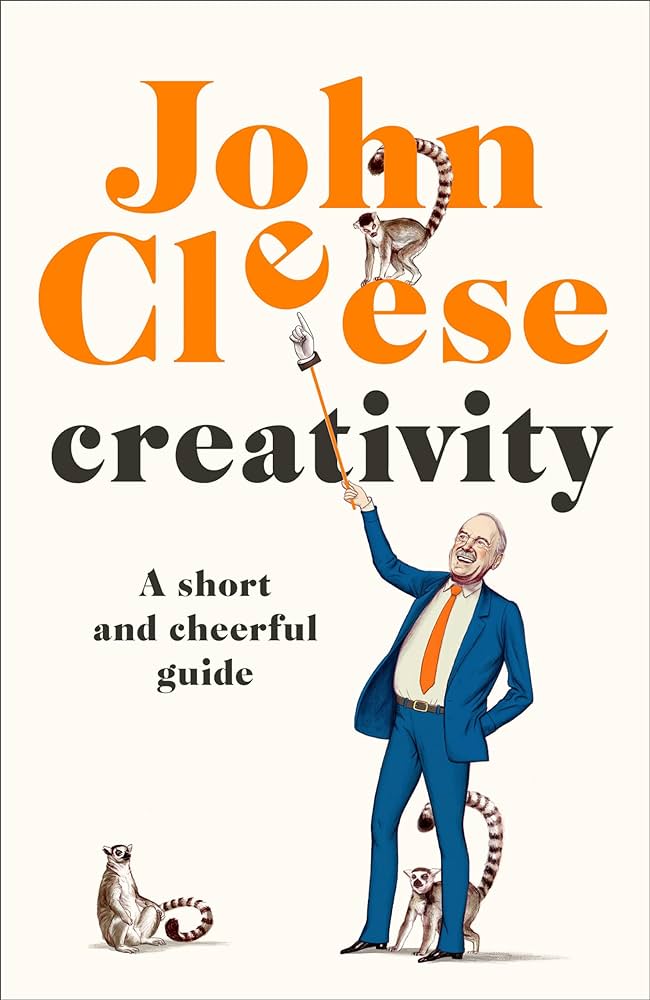 John
Cleese
creativity
A short
and cheerful
guide